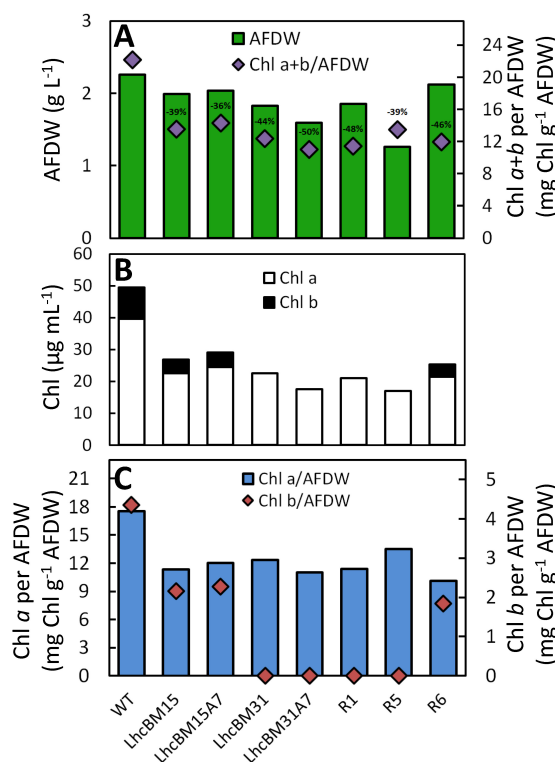 A
AFDW
Chl a+b/AFDW
AFDW (g L-1)
3
2
1
0
-39%
-36%
-44%
-50%
-48%
-39%
-46%
24
20
16
12
8
4
0
Chl a+b per AFDW
(mg Chl g-1 AFDW)
B
Chl a
Chl b
Chl (µg mL-1)
60
50
40
30
20
10
0
C
Chl a/AFDW
Chl b/AFDW
Chl a per AFDW
(mg Chl g-1 AFDW)
21
18
15
12
9
6
3
0
5
4
3
2
1
0
Chl b per AFDW
(mg Chl g-1 AFDW)
WT
LhcBM15
LhcBM15A7
LhcBM31
LhcBM31A7
R1
R5
R6